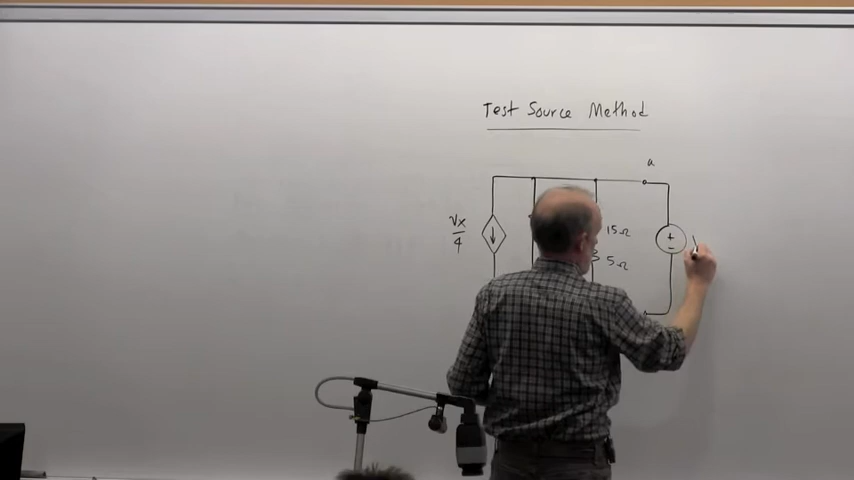 Test Source Method
a
Vx
4
15Ω
5Ω
+
-